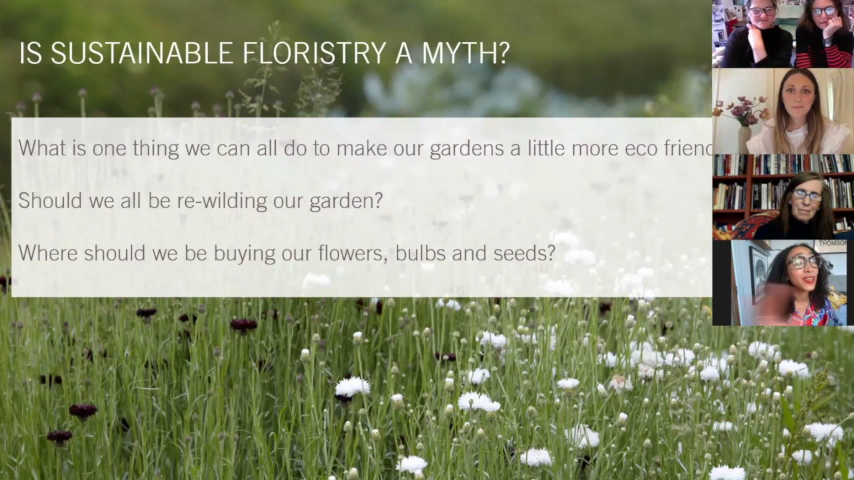 IS SUSTAINABLE FLORISTRY A MYTH?
What is one thing we can all do to make our gardens a little more eco friend
Should we all be re-wilding our garden?
Where should we be buying our flowers, bulbs and seeds?